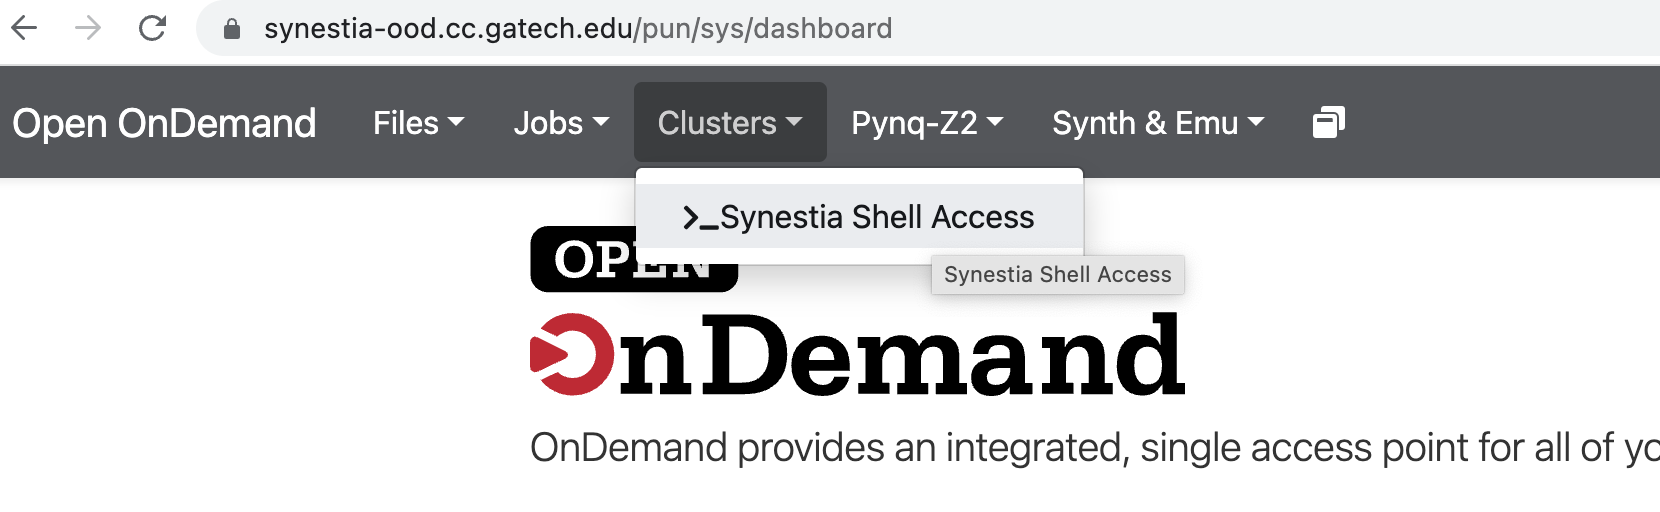 synestia-ood.cc.gatech.edu/pun/sys/dashboard
Open OnDemand Files Jobs Clusters Pynq-Z2 Synth & Emu
>_Synestia Shell Access
OPEN
Synestia Shell Access
OnDemand
OnDemand provides an integrated, single access point for all of yo